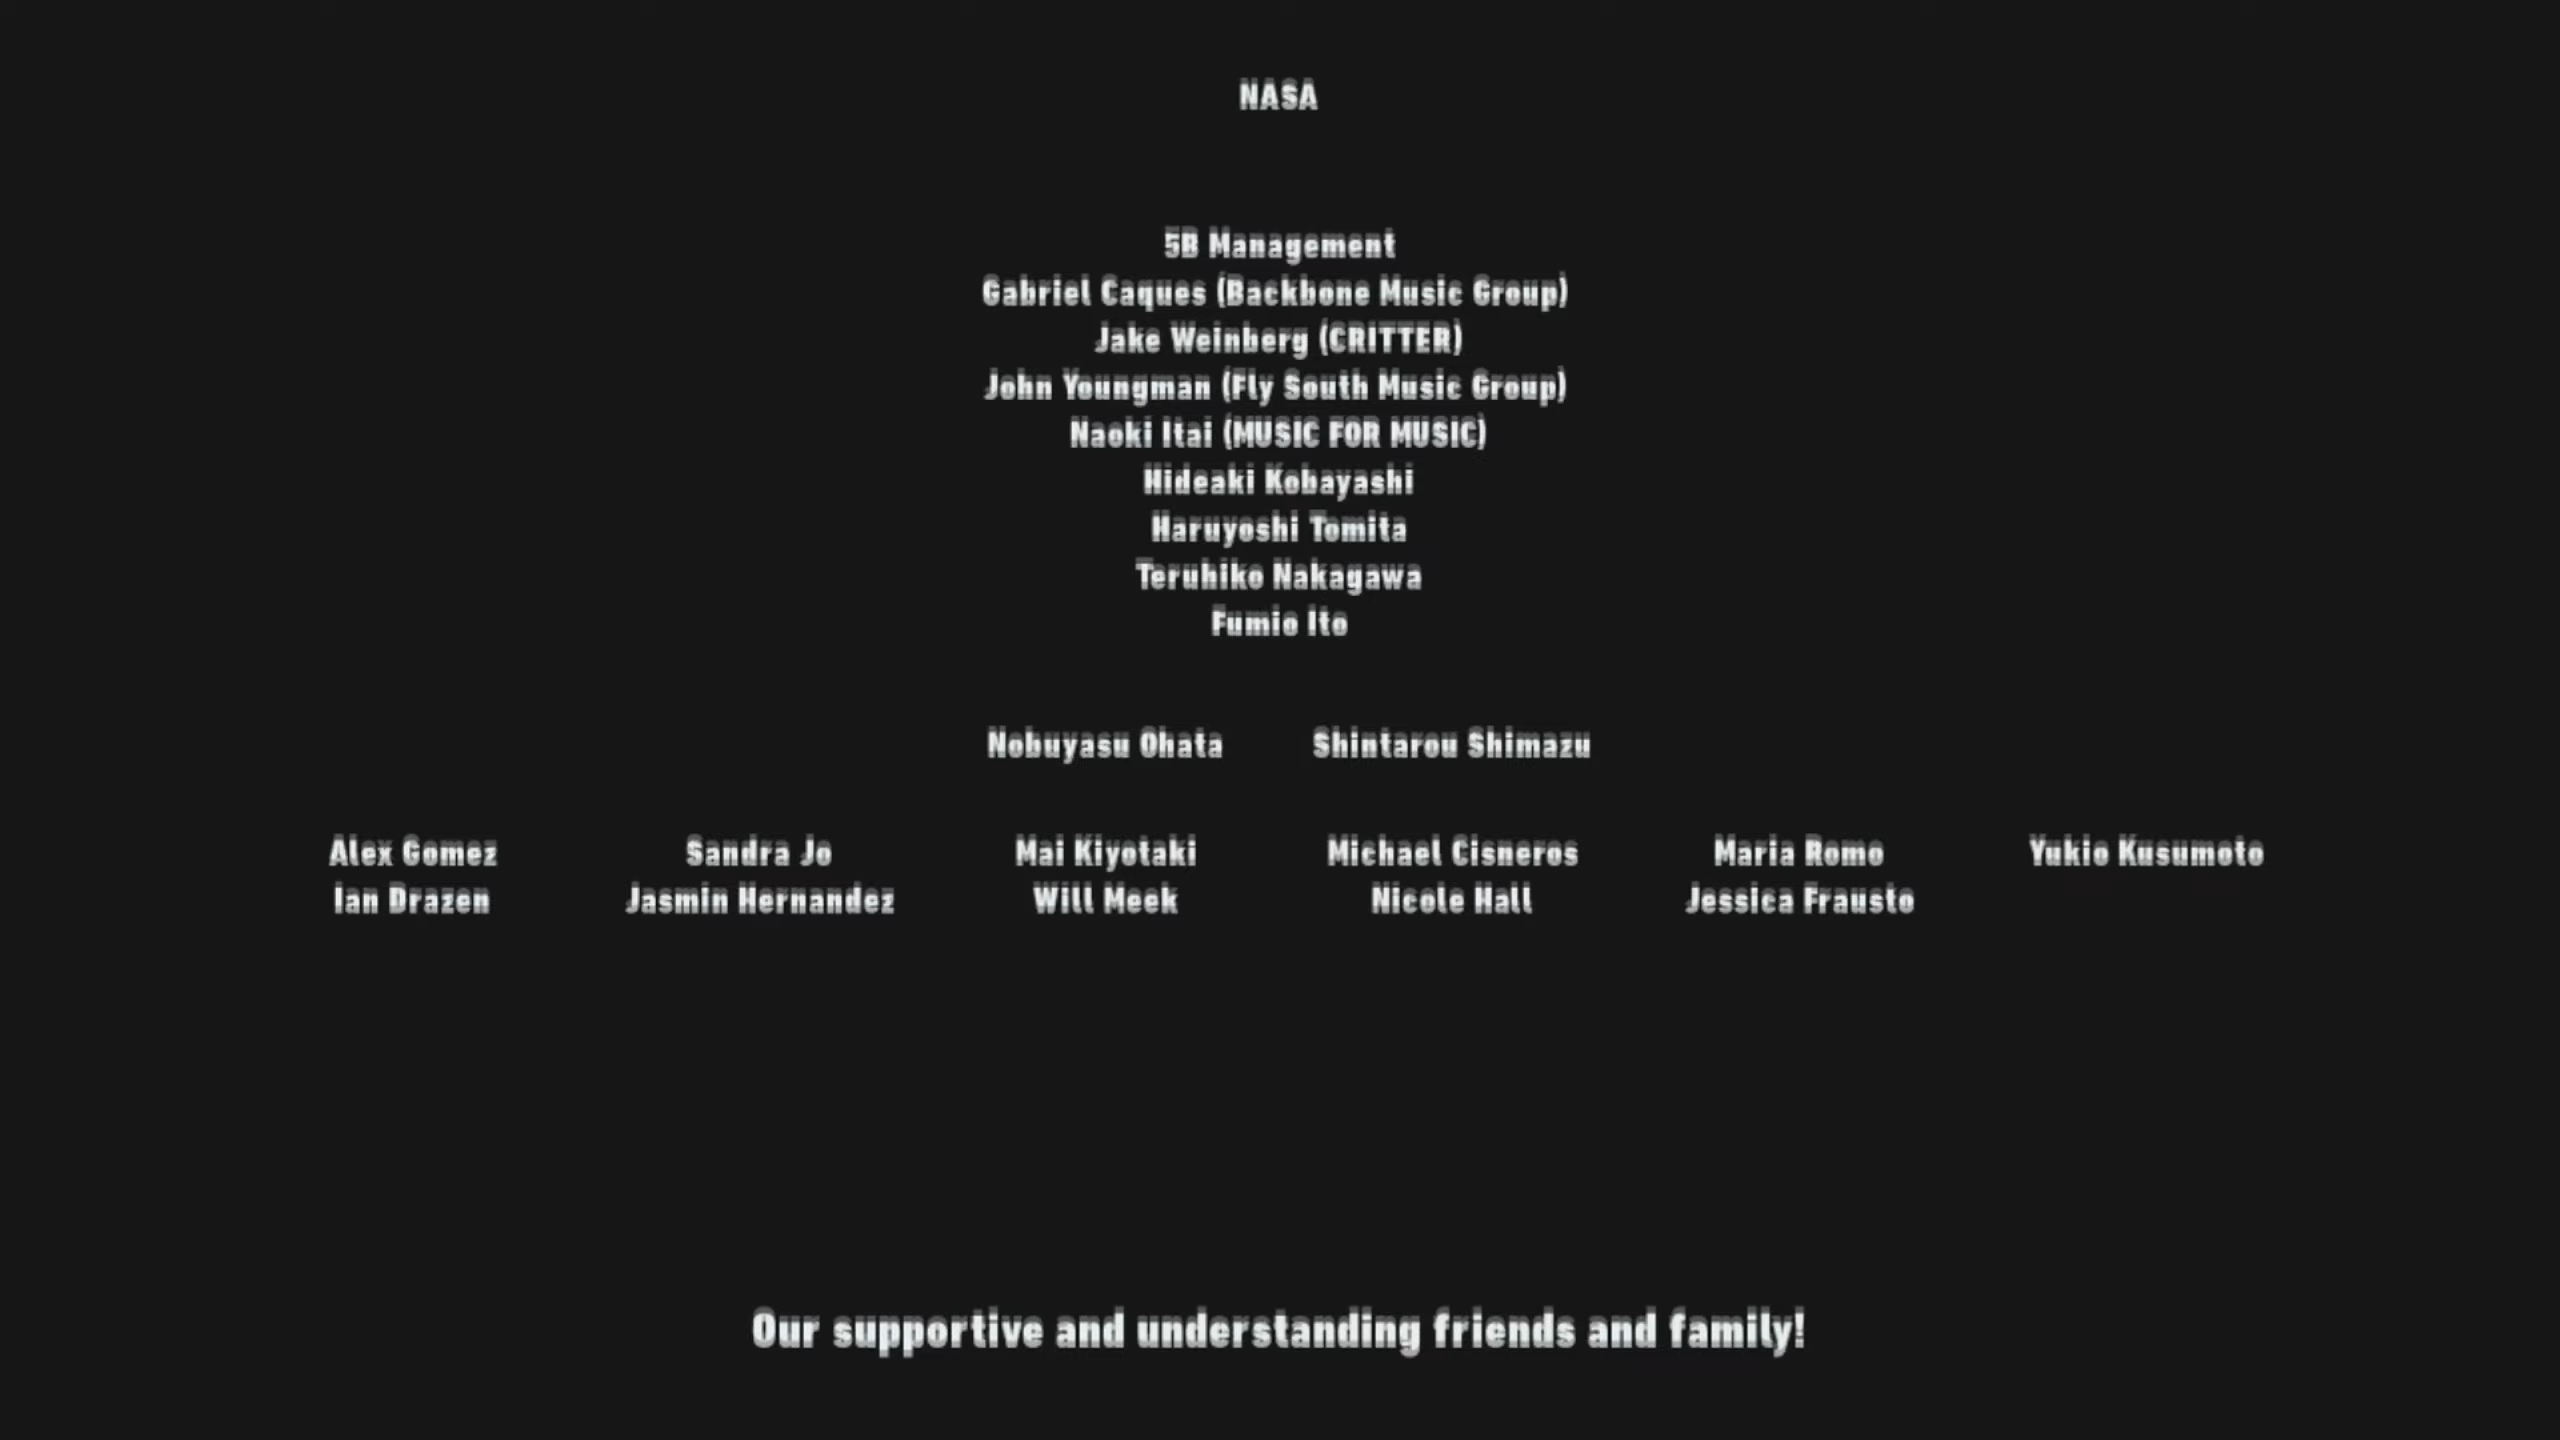 NASA
5B Management
Gabriel Caques (Backbone Music Group)
Jake Weinberg (CRITTER)
John Youngman (Fly South Music Group)
Naoki Itai (MUSIC FOR MUSIC)
Hideaki Kobayashi
Haruyoshi Tomita
Teruhiko Nakagawa
Fumio Ito
Nobuyasu Ohata Shintarou Shimazu
Alex Gomez Sandra Jo Mai Kiyotaki Michael Cisneros Maria Romo Yukio Kusumoto
Ian Drazen Jasmin Hernandez Will Meek Nicole Hall Jessica Frausto
Our supportive and understanding friends and family!